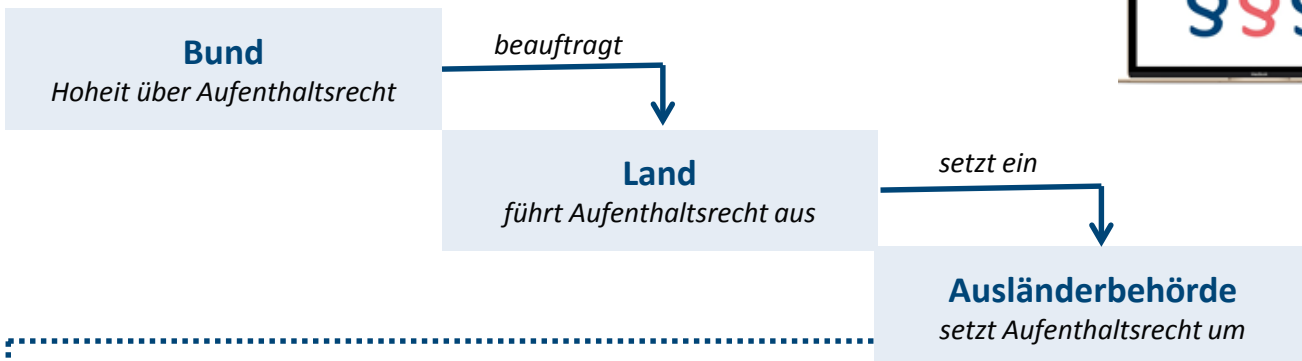 §§§
Bund
Hoheit über Aufenthaltsrecht
beauftragt
Land
führt Aufenthaltsrecht aus
setzt ein
Ausländerbehörde
setzt Aufenthaltsrecht um